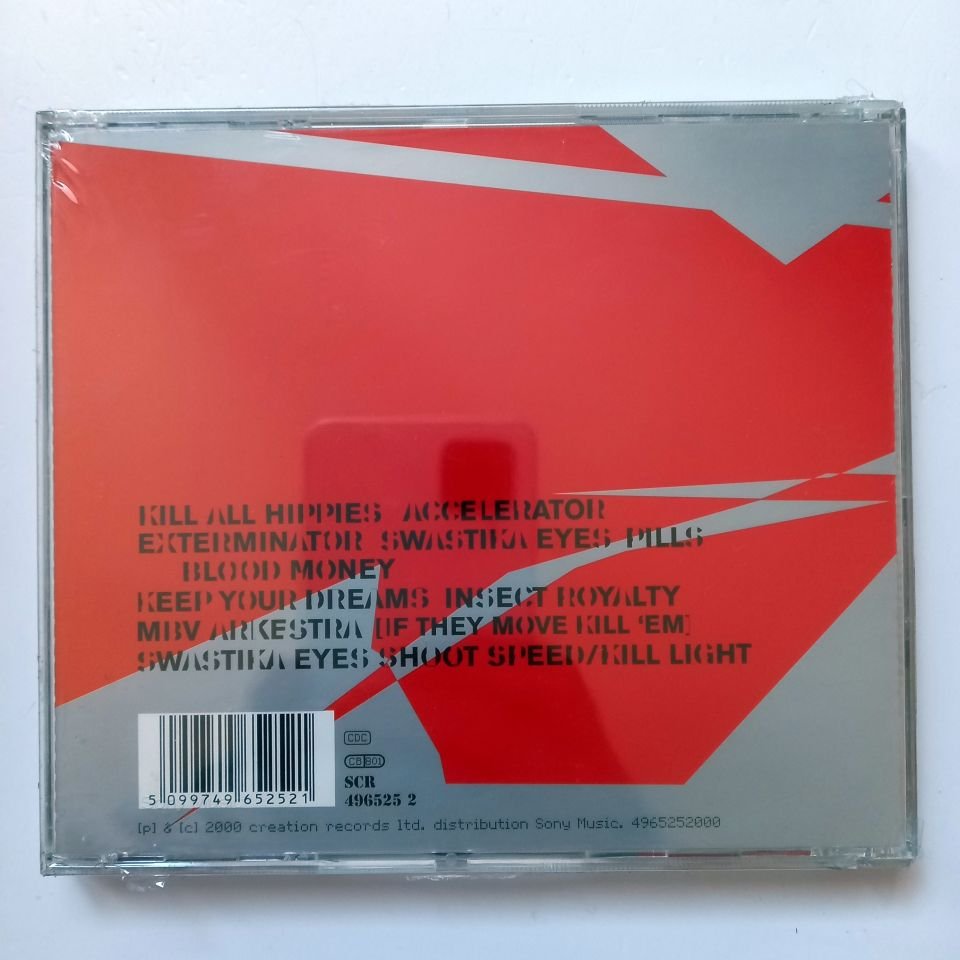 KILL ALL HIPPIES ACCELERATOR
EXTERMINATOR SWASTIKA EYES PILLS
BLOOD MONEY
KEEP YOUR DREAMS INSECT ROYALTY
MBV ARKESTRA [IF THEY MOVE KILL 'EM]
SWASTIKA EYES SHOOT SPEED/KILL LIGHT
CDC
CB 801
SCR
496525 2
5 099749 652521
[p] & [c] 2000 creation records ltd. distribution Sony Music. 4965252000